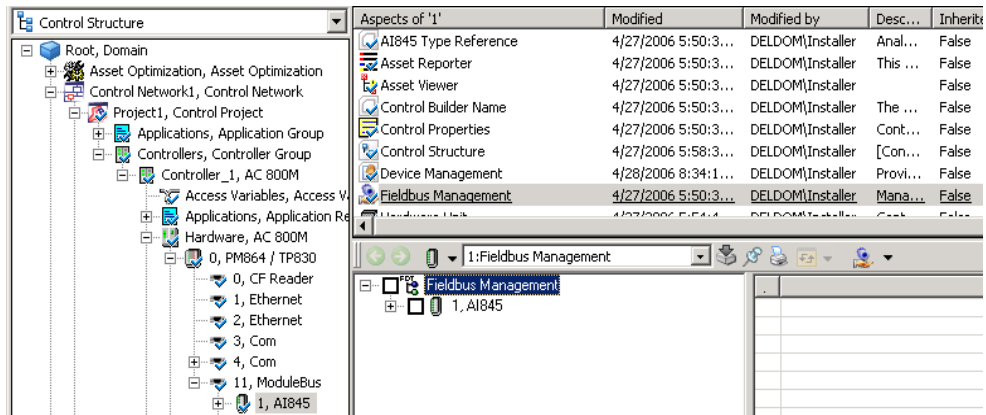 Control Structure
Root, Domain
Asset Optimization, Asset Optimization
Control Network1, Control Network
Project1, Control Project
Applications, Application Group
Controllers, Controller Group
Controller_1, AC 800M
Access Variables, Access V
Applications, Application Re
Hardware, AC 800M
0, PM864 / TP830
0, CF Reader
1, Ethernet
2, Ethernet
3, Com
4, Com
11, ModuleBus
1, AI845
Aspects of '1' Modified Modified by Desc... Inherite
AI845 Type Reference 4/27/2006 5:50:3... DELDOM\Installer Anal... False
Asset Reporter 4/27/2006 5:50:3... DELDOM\Installer This ... False
Asset Viewer 4/27/2006 5:50:3... DELDOM\Installer False
Control Builder Name 4/27/2006 5:50:3... DELDOM\Installer The ... False
Control Properties 4/27/2006 5:50:3... DELDOM\Installer Cont... False
Control Structure 4/27/2006 5:58:3... DELDOM\Installer [Con... False
Device Management 4/28/2006 8:34:1... DELDOM\Installer Provi... False
Fieldbus Management 4/27/2006 5:50:3... DELDOM\Installer Mana... False
1:Fieldbus Management
FDT Fieldbus Management
1, AI845
.